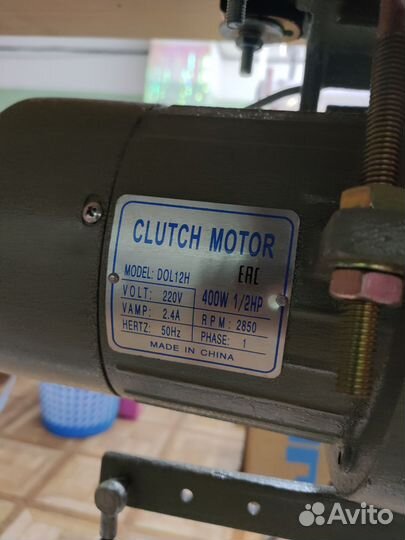 CLUTCH MOTOR
MODEL: DOL12H EAC
VOLT: 220V 400W 1/2HP
VAMP: 2.4A RPM: 2850
HERTZ: 50Hz PHASE: 1
MADE IN CHINA
Avito